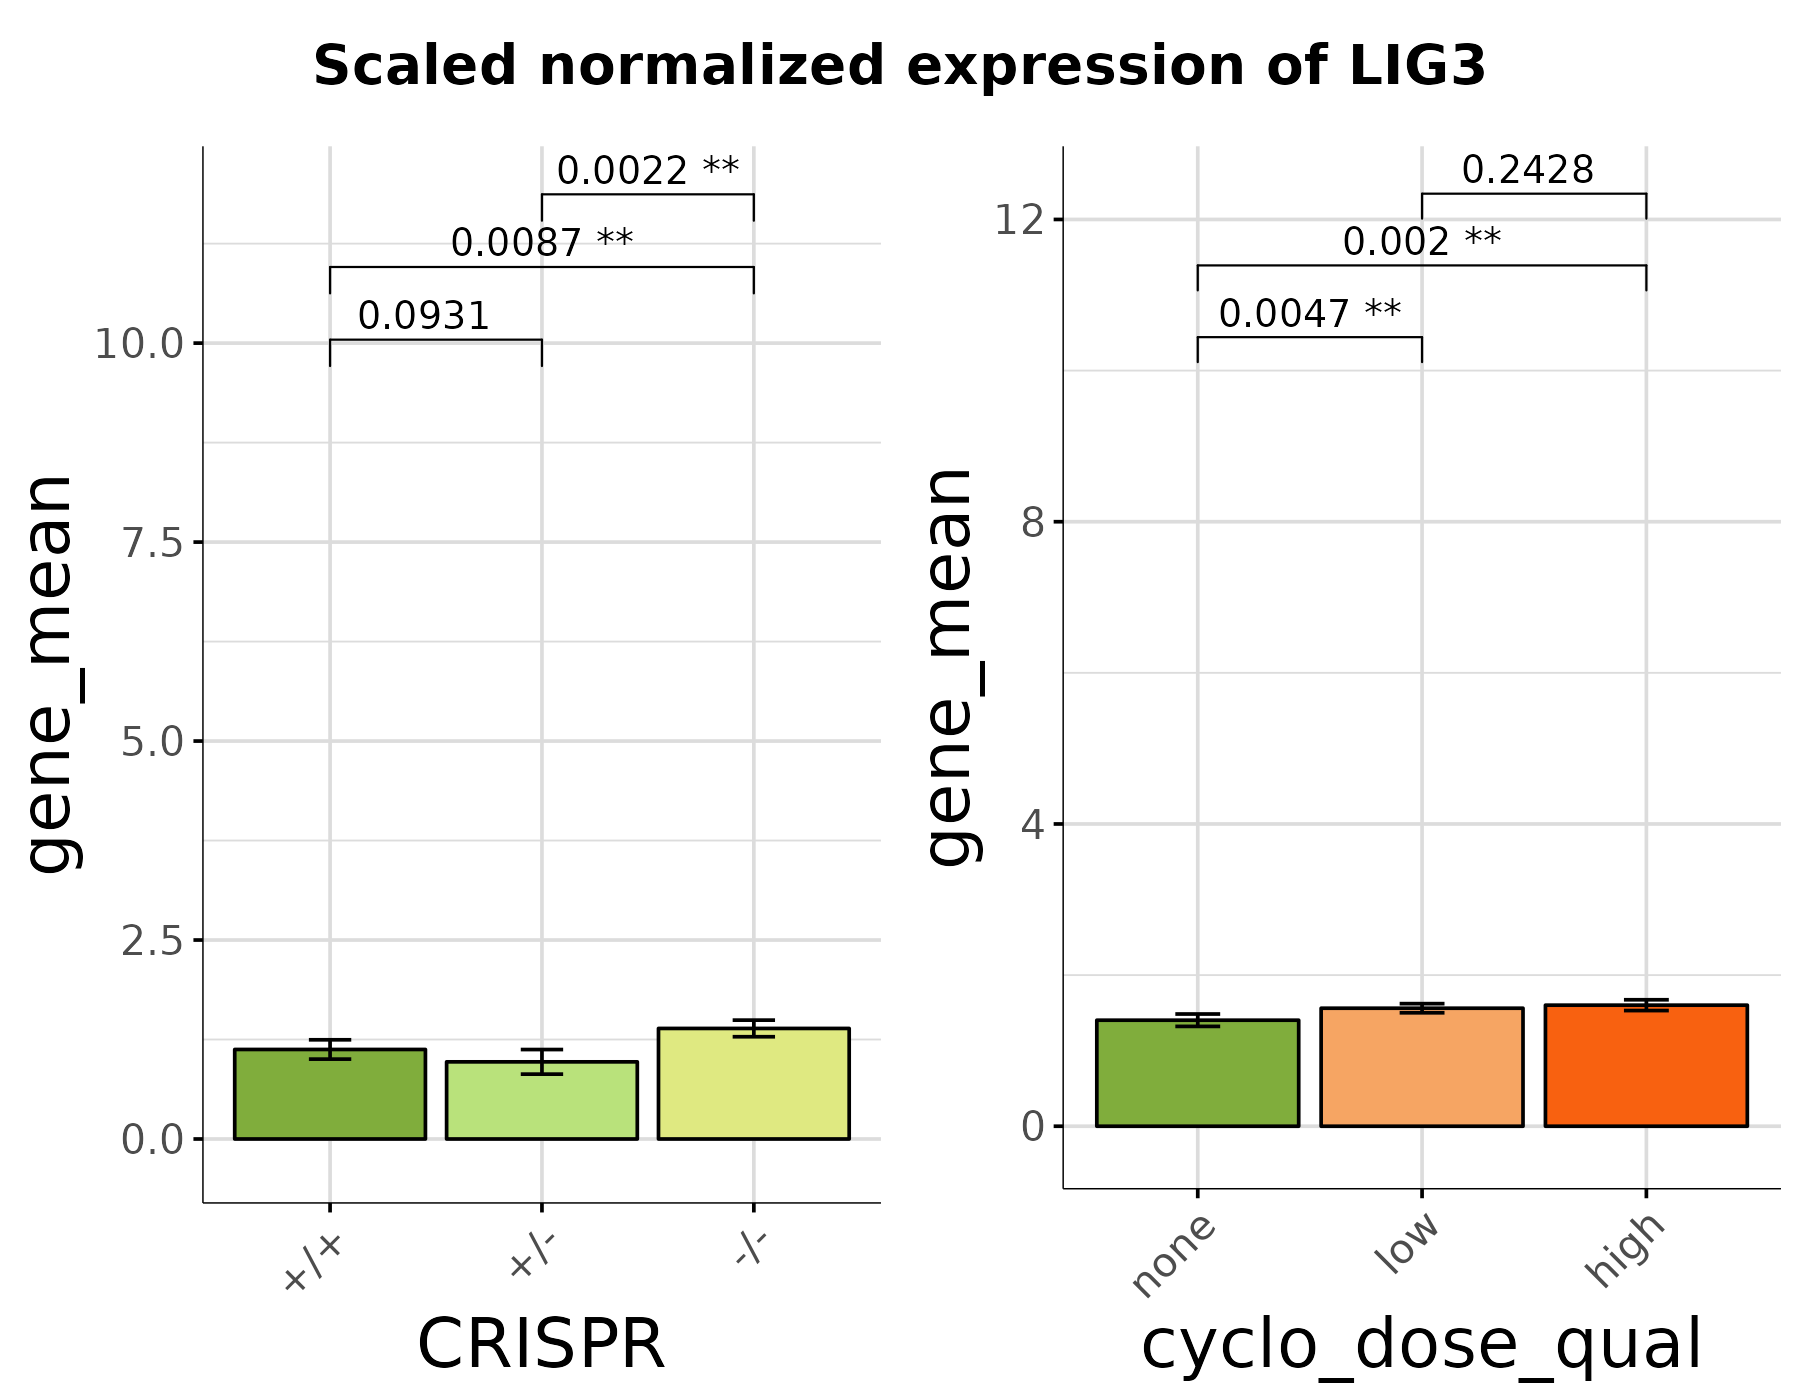 Scaled normalized expression of LIG3
0.0022 **
0.0087 **
0.0931
10.0
7.5
5.0
2.5
0.0
gene_mean
+/+
+/-
-/-
CRISPR
0.2428
0.002 **
0.0047 **
12
8
4
0
gene_mean
none
low
high
cyclo_dose_qual